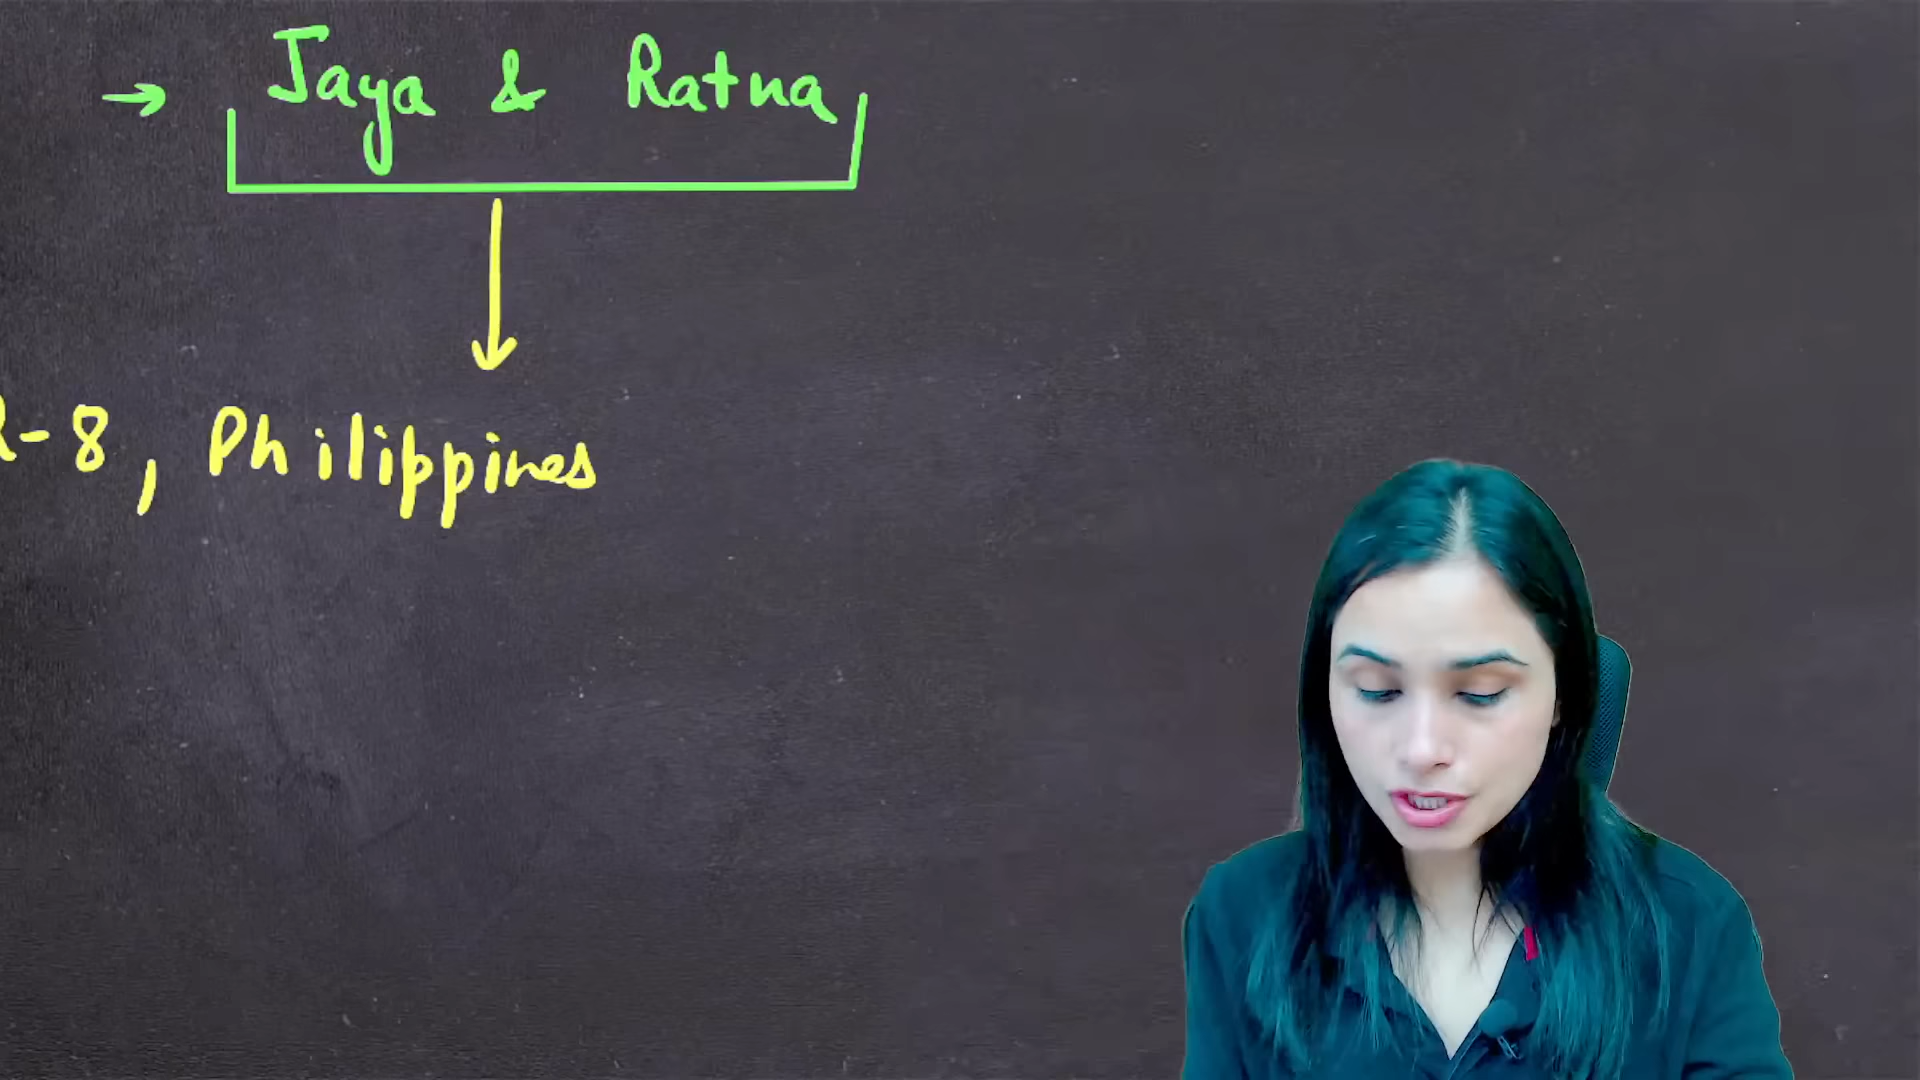 → Jaya & Ratna
-8, Philippines